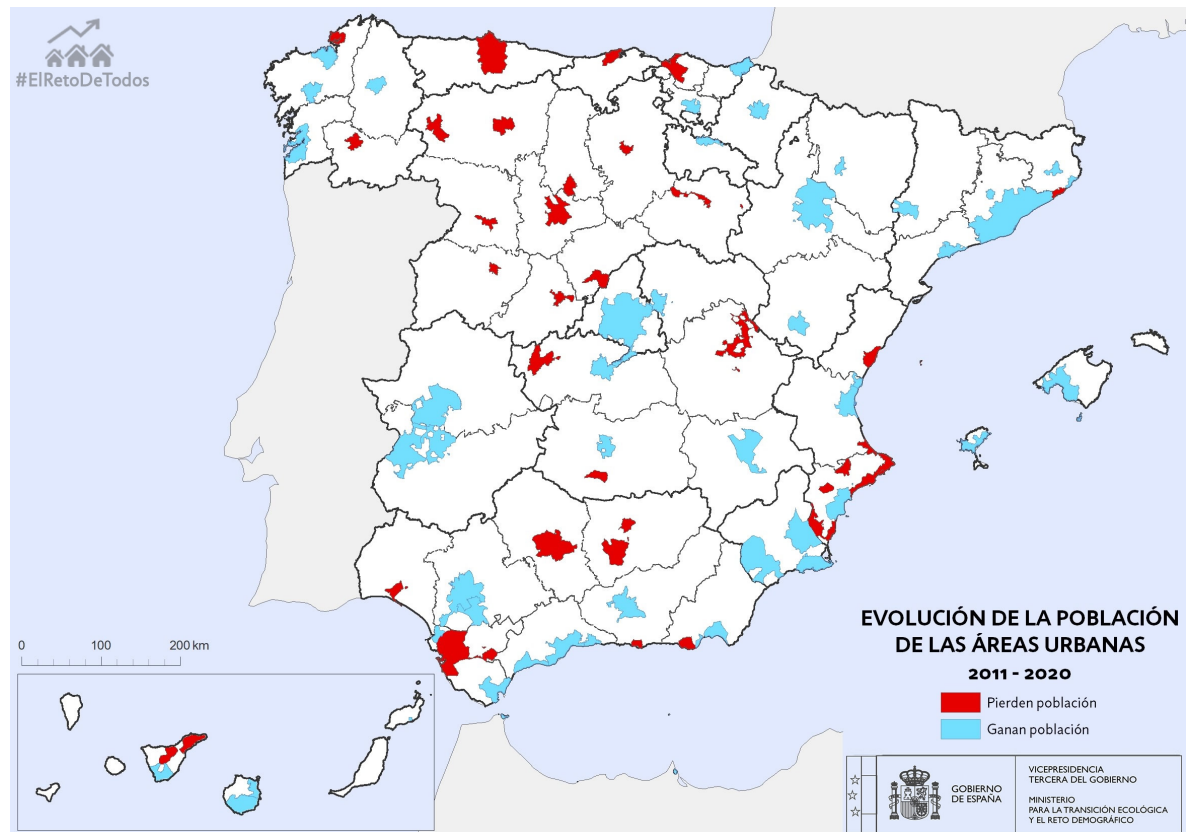 #ElRetoDeTodos
EVOLUCIÓN DE LA POBLACIÓN
DE LAS ÁREAS URBANAS
2011 - 2020
Pierden población
Ganan población
0 100 200 km
GOBIERNO
DE ESPAÑA
VICEPRESIDENCIA
TERCERA DEL GOBIERNO
MINISTERIO
PARA LA TRANSICIÓN ECOLÓGICA
Y EL RETO DEMOGRÁFICO